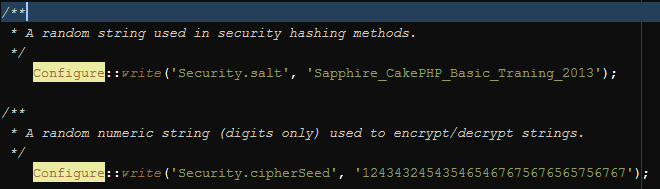 /**
 * A random string used in security hashing methods.
 */
Configure::write('Security.salt', 'Sapphire_CakePHP_Basic_Traning_2013');
/**
 * A random numeric string (digits only) used to encrypt/decrypt strings.
 */
Configure::write('Security.cipherSeed', '124343245435465467675676565756767');